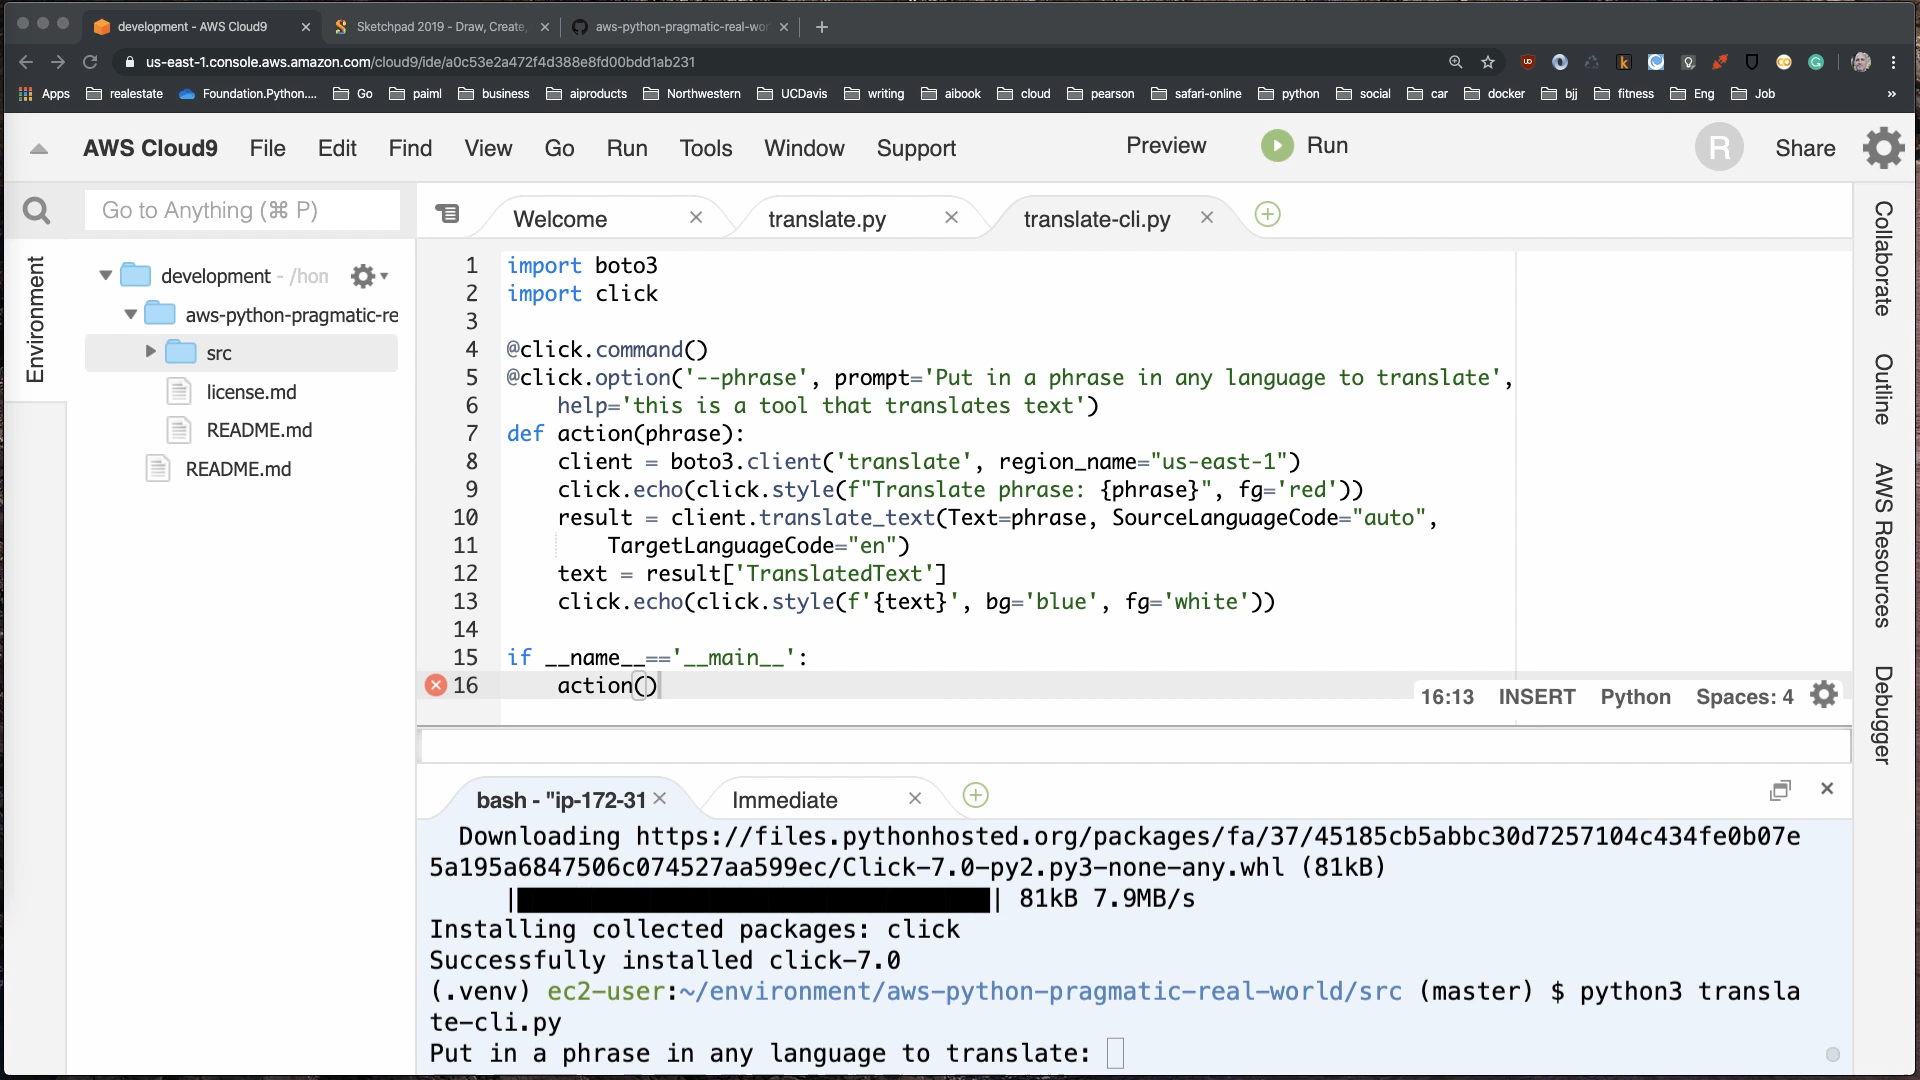 development - AWS Cloud9
Sketchpad 2019 - Draw, Create,
aws-python-pragmatic-real-wor
us-east-1.console.aws.amazon.com/cloud9/ide/a0c53e2a472f4d388e8fd00bdd1ab231
Apps realestate Foundation.Python.... Go paiml business aiproducts Northwestern UCDavis writing aibook cloud pearson safari-online python social car docker bjj fitness Eng Job »
AWS Cloud9 File Edit Find View Go Run Tools Window Support Preview Run R Share
Go to Anything (⌘ P)
Welcome translate.py translate-cli.py
Environment
development - /hom
aws-python-pragmatic-re
src
license.md
README.md
README.md
1 import boto3
2 import click
3
4 @click.command()
5 @click.option('--phrase', prompt='Put in a phrase in any language to translate',
6     help='this is a tool that translates text')
7 def action(phrase):
8     client = boto3.client('translate', region_name="us-east-1")
9     click.echo(click.style(f"Translate phrase: {phrase}", fg='red'))
10     result = client.translate_text(Text=phrase, SourceLanguageCode="auto",
11         TargetLanguageCode="en")
12     text = result['TranslatedText']
13     click.echo(click.style(f'{text}', bg='blue', fg='white'))
14
15 if __name__=='__main__':
16     action()
16:13 INSERT Python Spaces: 4
Collaborate
Outline
AWS Resources
Debugger
bash - "ip-172-31 Immediate
Downloading https://files.pythonhosted.org/packages/fa/37/45185cb5abbc30d7257104c434fe0b07e
5a195a6847506c074527aa599ec/Click-7.0-py2.py3-none-any.whl (81kB)
| 81kB 7.9MB/s
Installing collected packages: click
Successfully installed click-7.0
(.venv) ec2-user:~/environment/aws-python-pragmatic-real-world/src (master) $ python3 transla
te-cli.py
Put in a phrase in any language to translate: